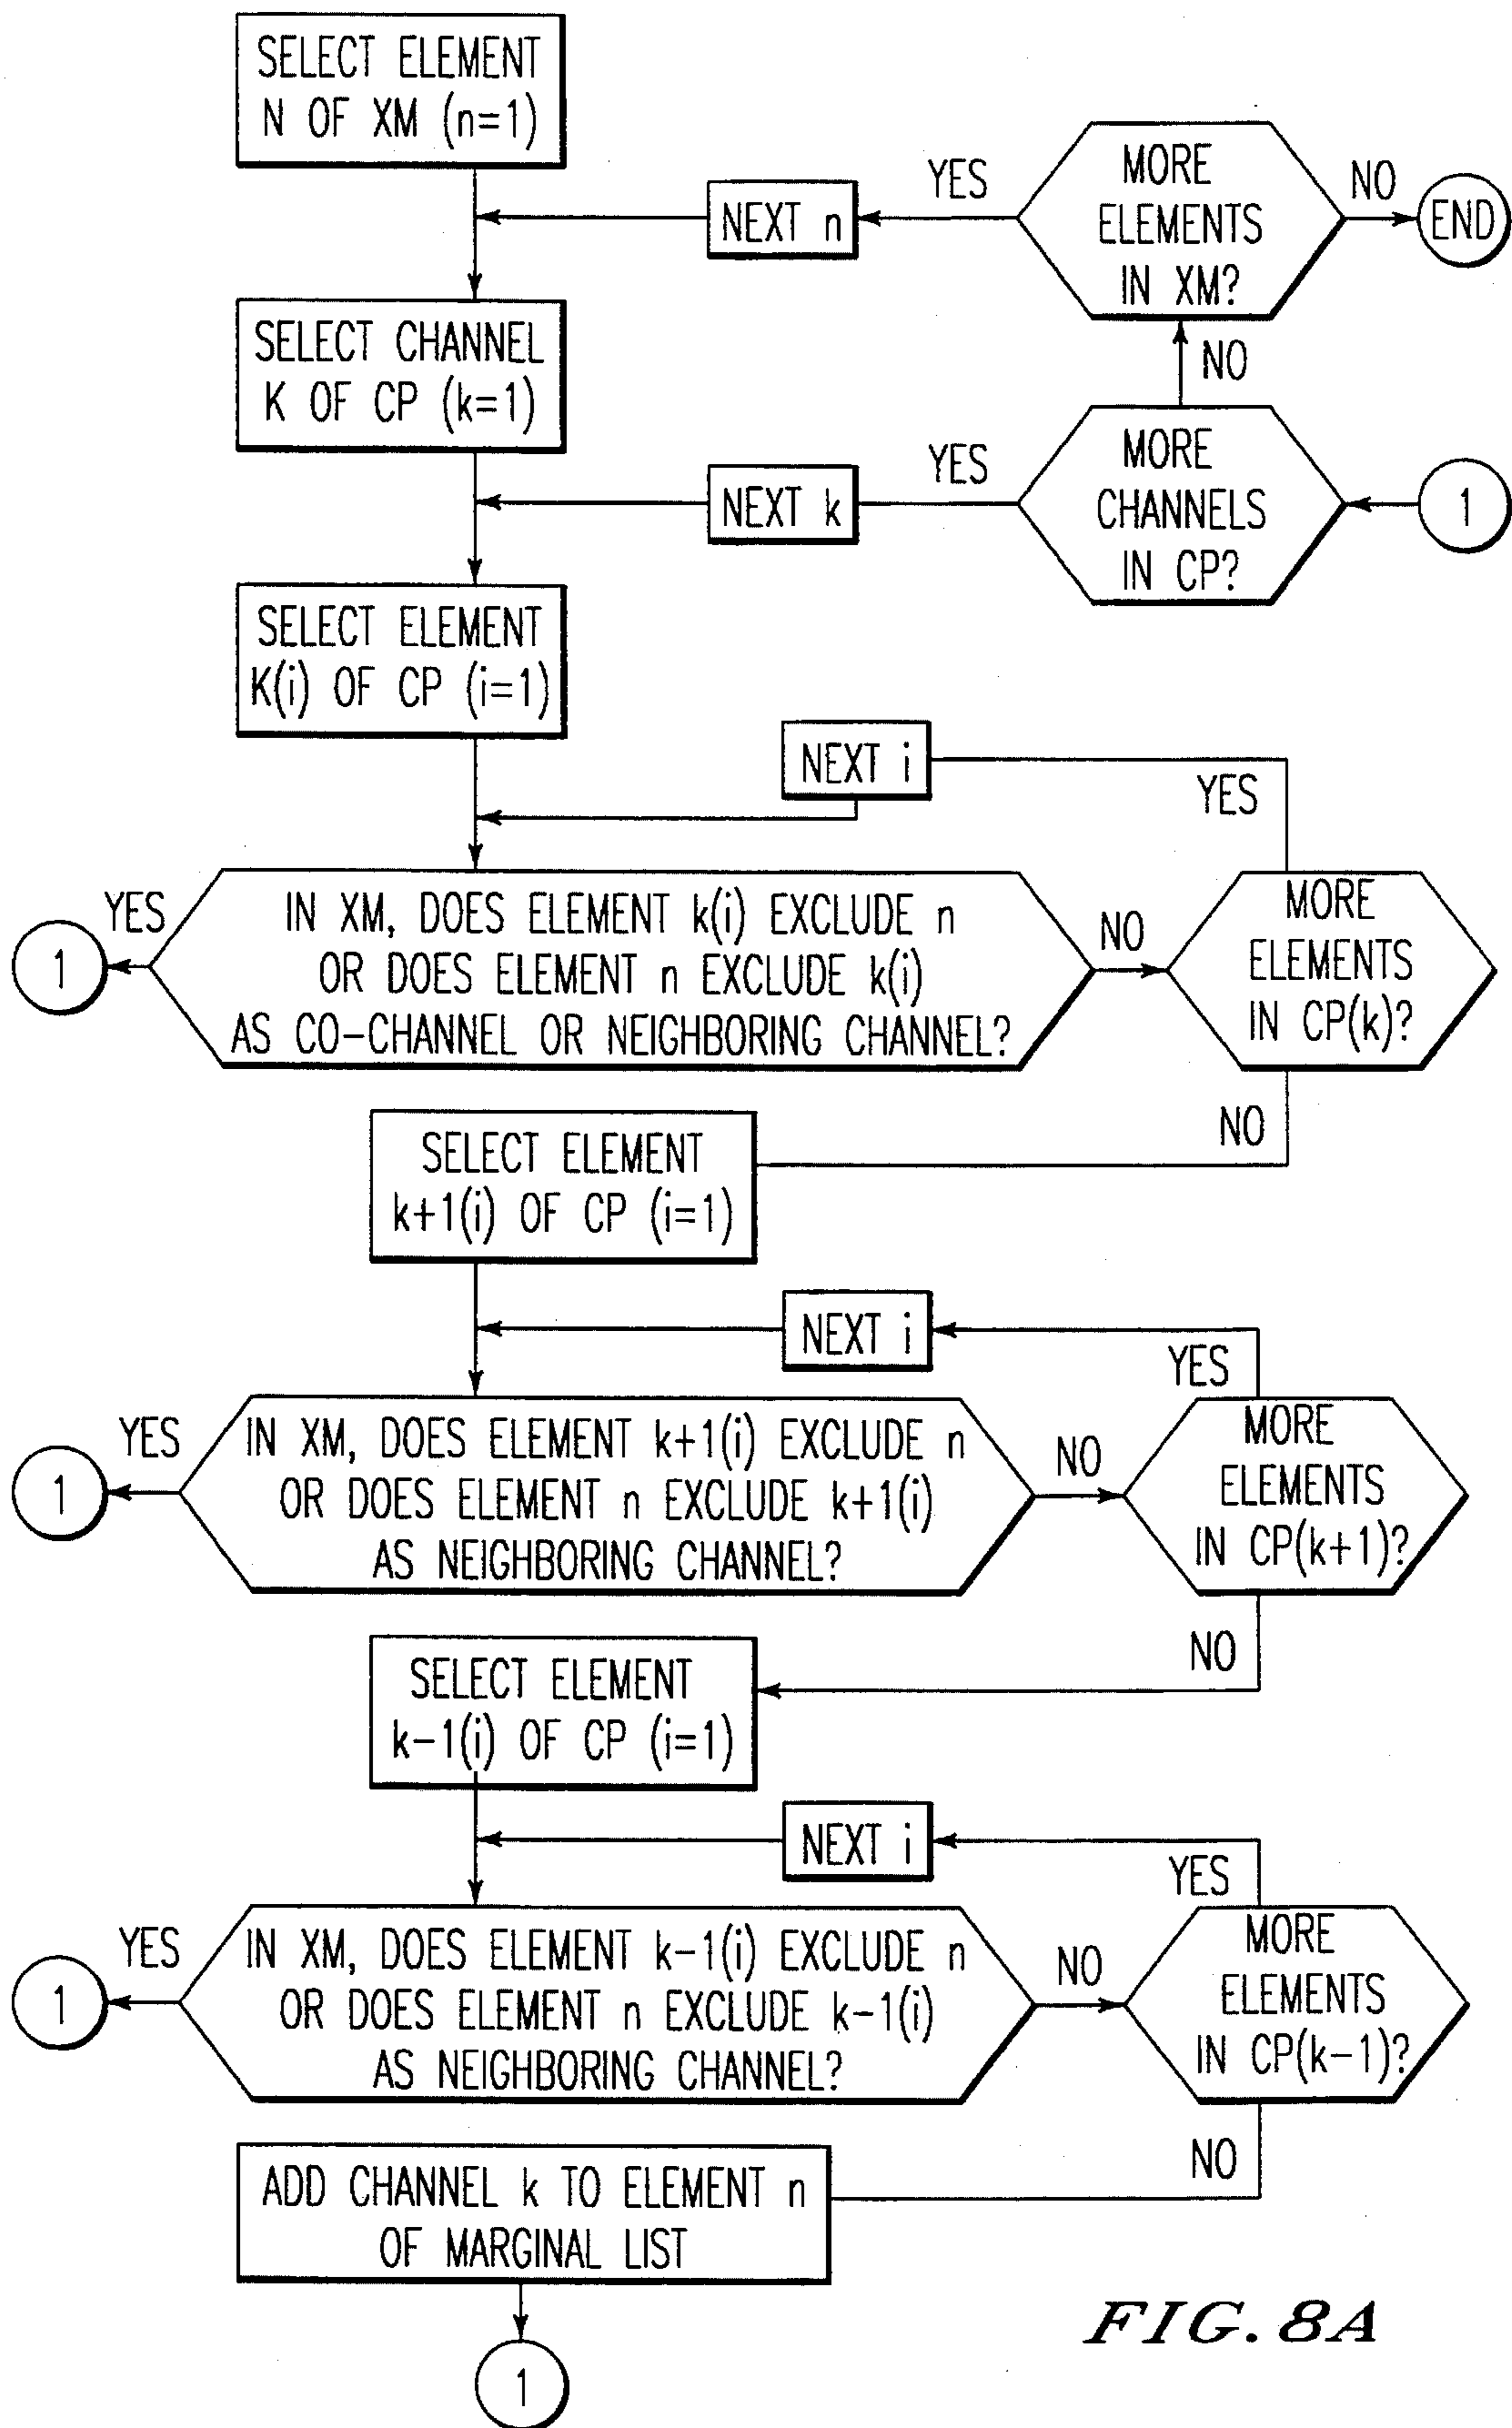 SELECT ELEMENT
N OF XM (n=1)
MORE
ELEMENTS
IN XM?
YES
NO
END
NEXT n
SELECT CHANNEL
K OF CP (k=1)
NO
MORE
CHANNELS
IN CP?
YES
1
NEXT k
SELECT ELEMENT
K(i) OF CP (i=1)
NEXT i
YES
YES
1
IN XM, DOES ELEMENT k(i) EXCLUDE n
OR DOES ELEMENT n EXCLUDE k(i)
AS CO-CHANNEL OR NEIGHBORING CHANNEL?
NO
MORE
ELEMENTS
IN CP(k)?
NO
SELECT ELEMENT
k+1(i) OF CP (i=1)
NEXT i
YES
YES
1
IN XM, DOES ELEMENT k+1(i) EXCLUDE n
OR DOES ELEMENT n EXCLUDE k+1(i)
AS NEIGHBORING CHANNEL?
NO
MORE
ELEMENTS
IN CP(k+1)?
NO
SELECT ELEMENT
k-1(i) OF CP (i=1)
NEXT i
YES
YES
1
IN XM, DOES ELEMENT k-1(i) EXCLUDE n
OR DOES ELEMENT n EXCLUDE k-1(i)
AS NEIGHBORING CHANNEL?
NO
MORE
ELEMENTS
IN CP(k-1)?
NO
ADD CHANNEL k TO ELEMENT n
OF MARGINAL LIST
1
FIG. 8A